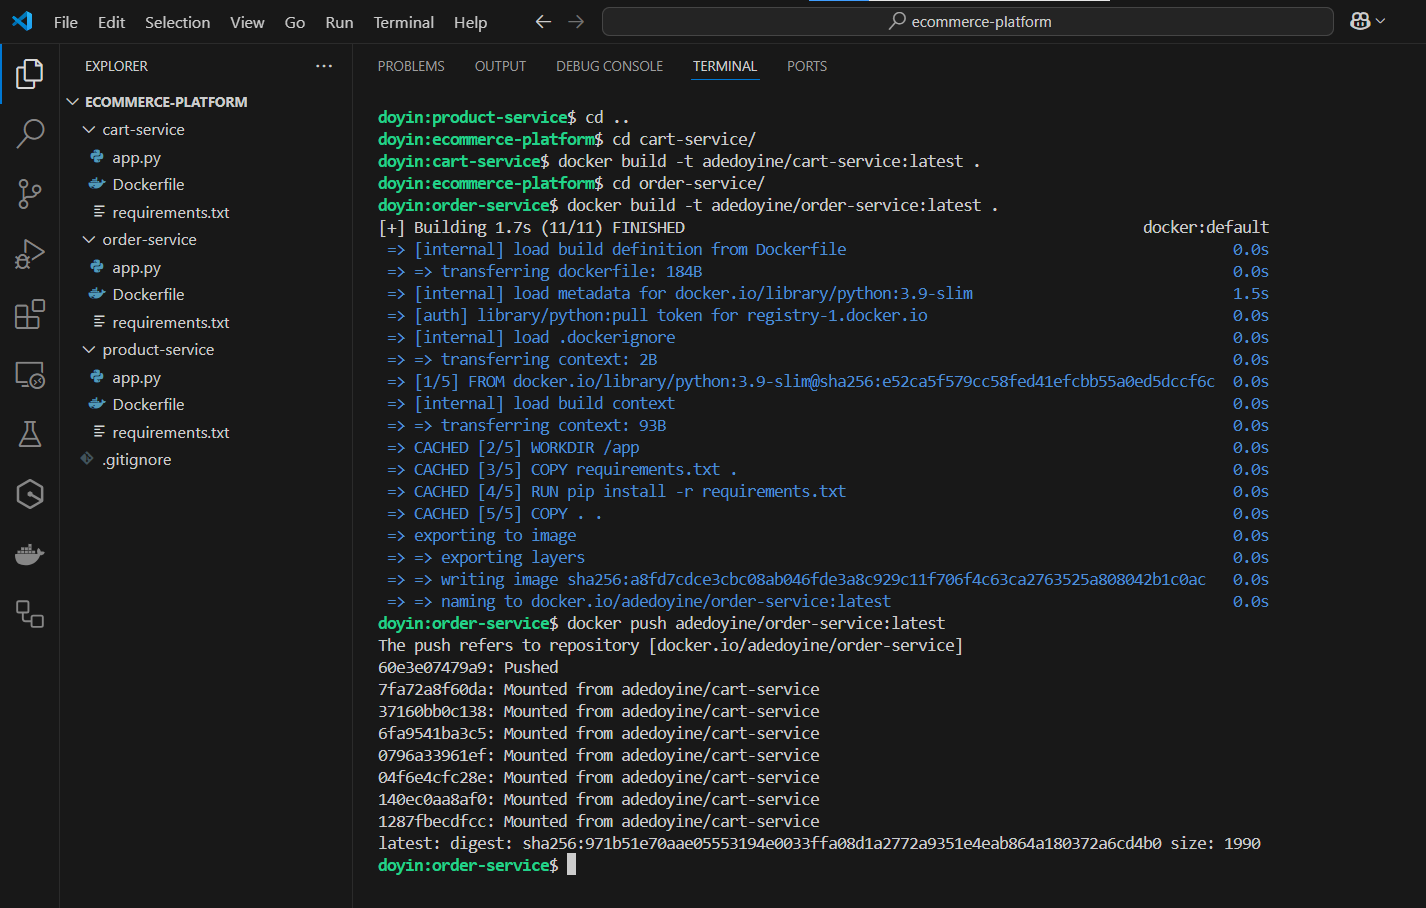 File Edit Selection View Go Run Terminal Help
ecommerce-platform
EXPLORER
ECOMMERCE-PLATFORM
cart-service
app.py
Dockerfile
requirements.txt
order-service
app.py
Dockerfile
requirements.txt
product-service
app.py
Dockerfile
requirements.txt
.gitignore
PROBLEMS OUTPUT DEBUG CONSOLE TERMINAL PORTS
doyin:product-service$ cd ..
doyin:ecommerce-platform$ cd cart-service/
doyin:cart-service$ docker build -t adedoyine/cart-service:latest .
doyin:ecommerce-platform$ cd order-service/
doyin:order-service$ docker build -t adedoyine/order-service:latest .
[+] Building 1.7s (11/11) FINISHED docker:default
=> [internal] load build definition from Dockerfile 0.0s
=> => transferring dockerfile: 184B 0.0s
=> [internal] load metadata for docker.io/library/python:3.9-slim 1.5s
=> [auth] library/python:pull token for registry-1.docker.io 0.0s
=> [internal] load .dockerignore 0.0s
=> => transferring context: 2B 0.0s
=> [1/5] FROM docker.io/library/python:3.9-slim@sha256:e52ca5f579cc58fed41efcbb55a0ed5dccf6c 0.0s
=> [internal] load build context 0.0s
=> => transferring context: 93B 0.0s
=> CACHED [2/5] WORKDIR /app 0.0s
=> CACHED [3/5] COPY requirements.txt . 0.0s
=> CACHED [4/5] RUN pip install -r requirements.txt 0.0s
=> CACHED [5/5] COPY . . 0.0s
=> exporting to image 0.0s
=> => exporting layers 0.0s
=> => writing image sha256:a8fd7cdce3cbc08ab046fde3a8c929c11f706f4c63ca2763525a808042b1c0ac 0.0s
=> => naming to docker.io/adedoyine/order-service:latest 0.0s
doyin:order-service$ docker push adedoyine/order-service:latest
The push refers to repository [docker.io/adedoyine/order-service]
60e3e07479a9: Pushed
7fa72a8f60da: Mounted from adedoyine/cart-service
37160bb0c138: Mounted from adedoyine/cart-service
6fa9541ba3c5: Mounted from adedoyine/cart-service
0796a33961ef: Mounted from adedoyine/cart-service
04f6e4cfc28e: Mounted from adedoyine/cart-service
140ec0aa8af0: Mounted from adedoyine/cart-service
1287fbecdfcc: Mounted from adedoyine/cart-service
latest: digest: sha256:971b51e70aae05553194e0033ffa08d1a2772a9351e4eab864a180372a6cd4b0 size: 1990
doyin:order-service$